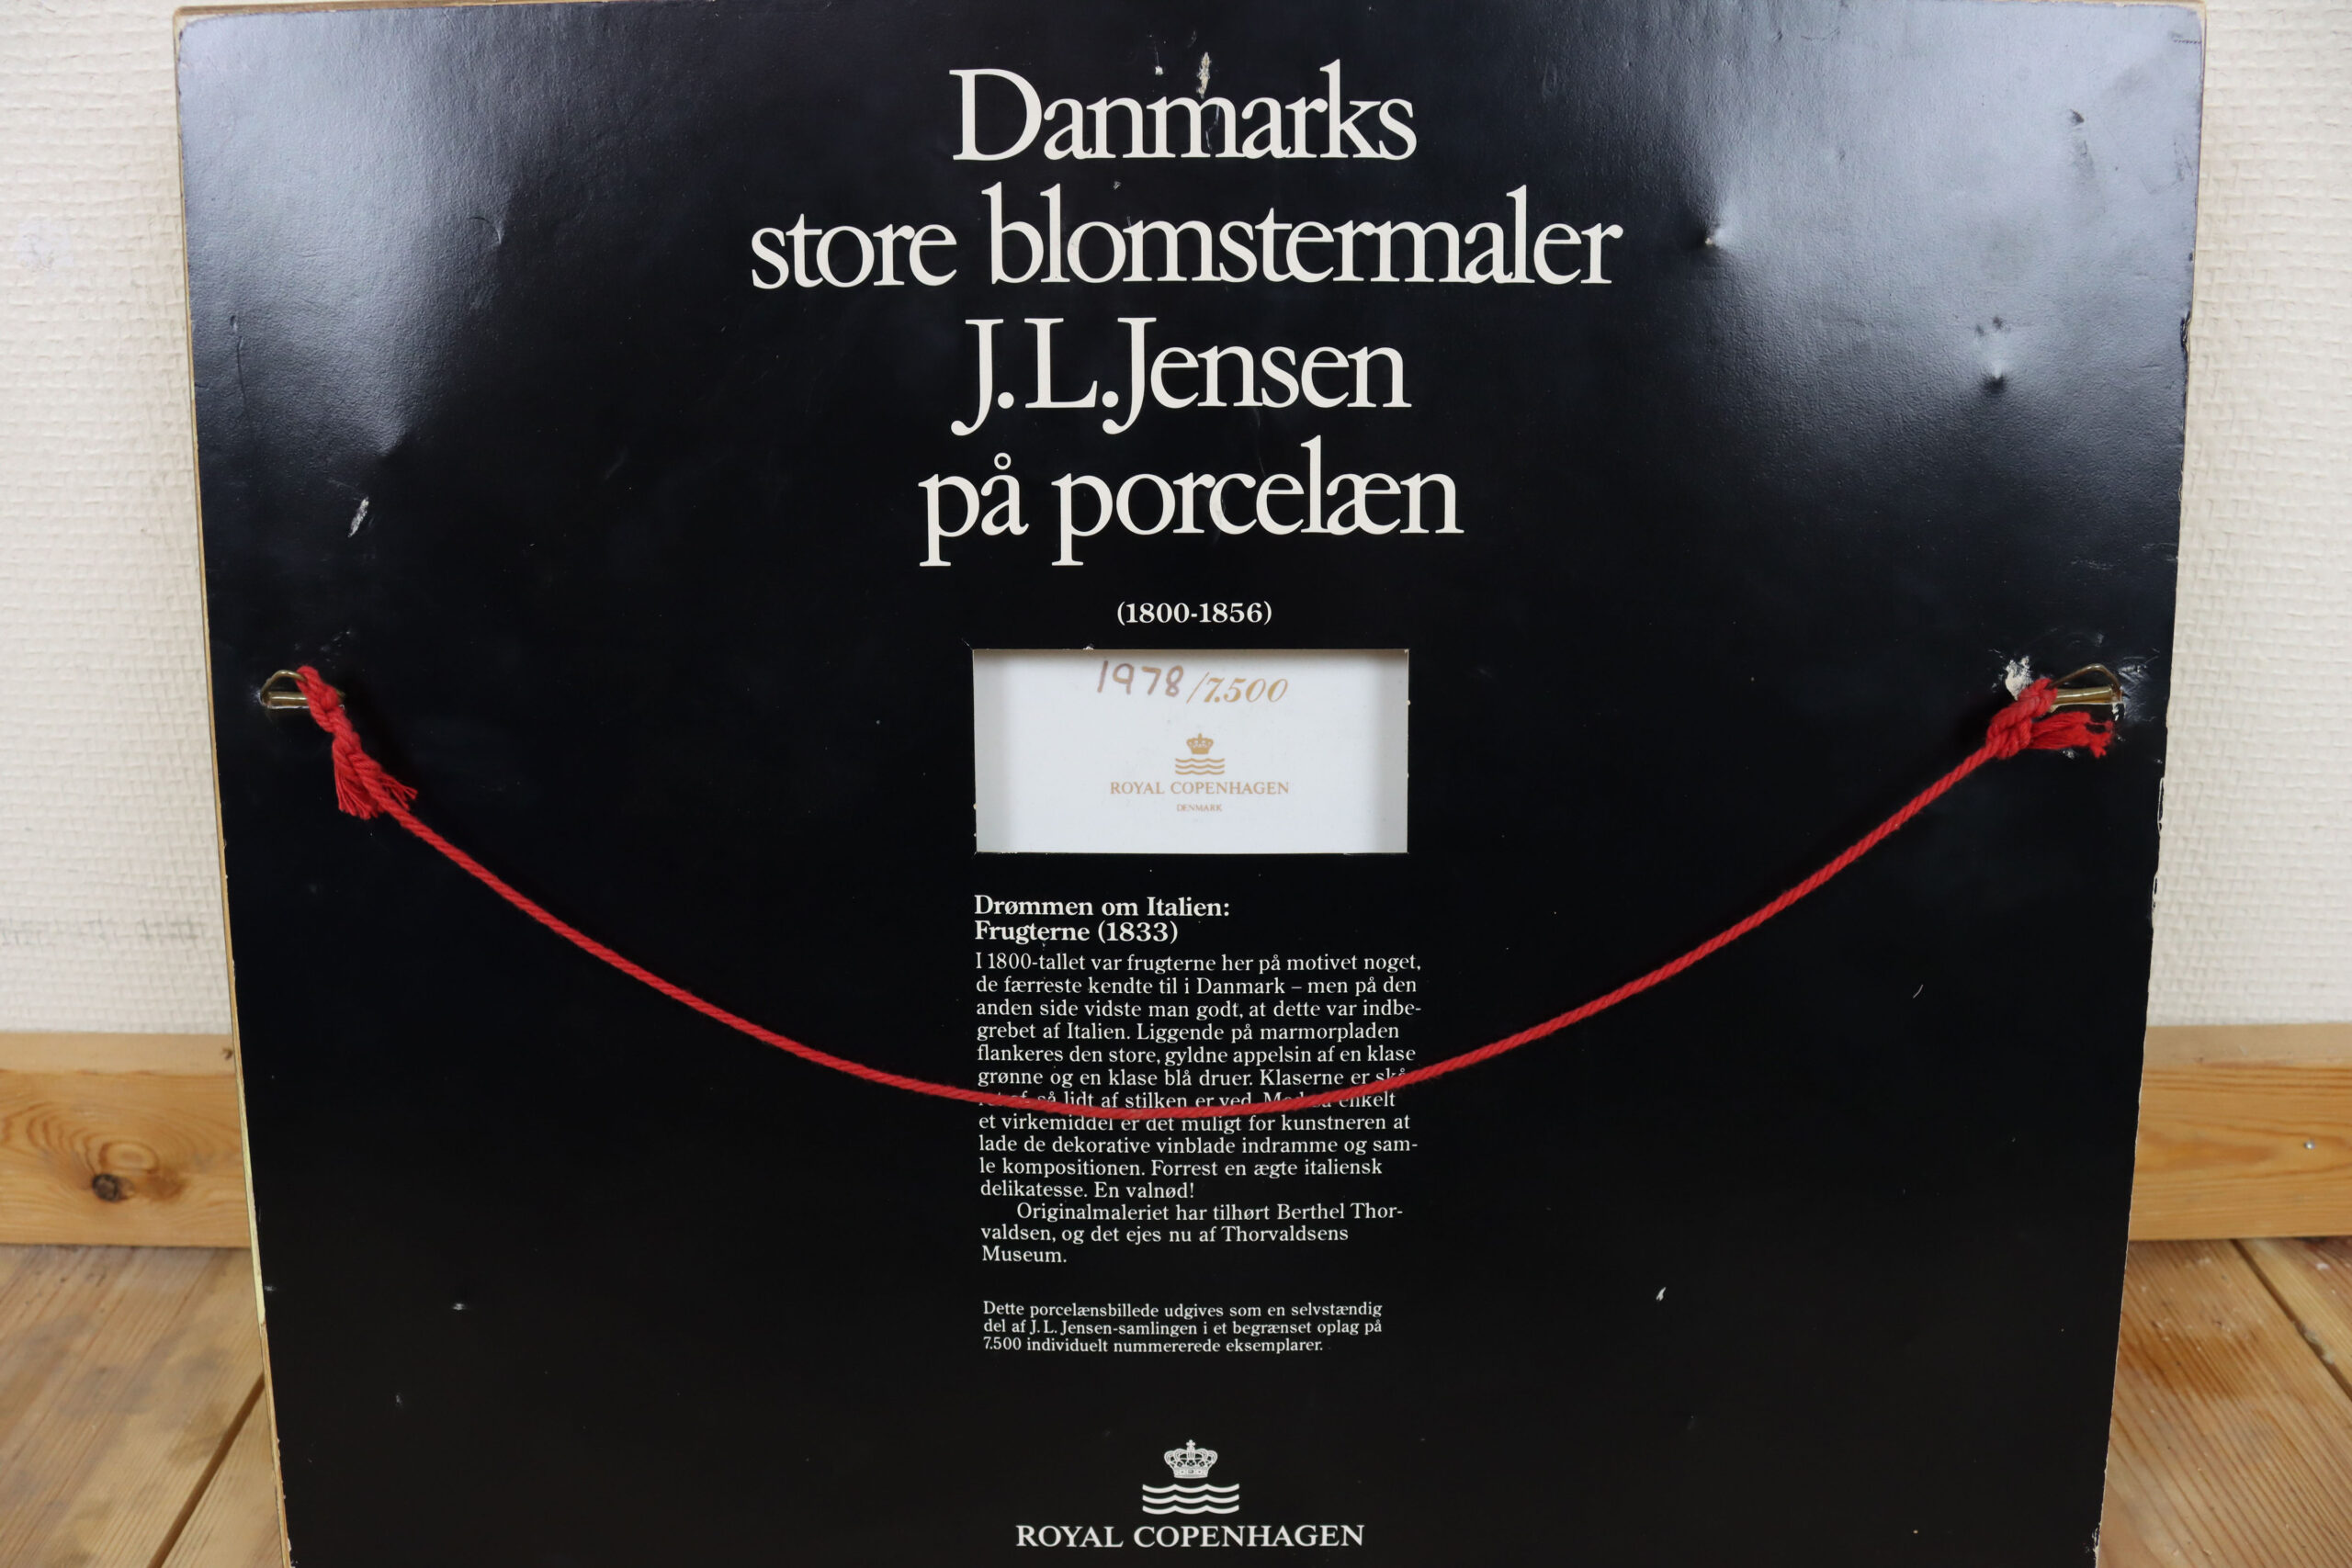 Danmarks
store blomstermaler
J.L.Jensen
på porcelæn
(1800-1856)
1978/7.500
ROYAL COPENHAGEN
DENMARK
Drømmen om Italien:
Frugterne (1833)
I 1800-tallet var frugterne her på motivet noget,
de færreste kendte til i Danmark – men på den
anden side vidste man godt, at dette var indbe-
grebet af Italien. Liggende på marmorpladen
flankeres den store, gyldne appelsin af en klase
grønne og en klase blå druer. Klaserne er skå-
så lidt af stilken er ved. Med så enkelt
et virkemiddel er det muligt for kunstneren at
lade de dekorative vinblade indramme og sam-
le kompositionen. Forrest en ægte italiensk
delikatesse. En valnød!
Originalmaleriet har tilhørt Berthel Thor-
valdsen, og det ejes nu af Thorvaldsens
Museum.
Dette porcelænsbillede udgives som en selvstændig
del af J.L.Jensen-samlingen i et begrænset oplag på
7.500 individuelt nummererede eksemplarer.
ROYAL COPENHAGEN